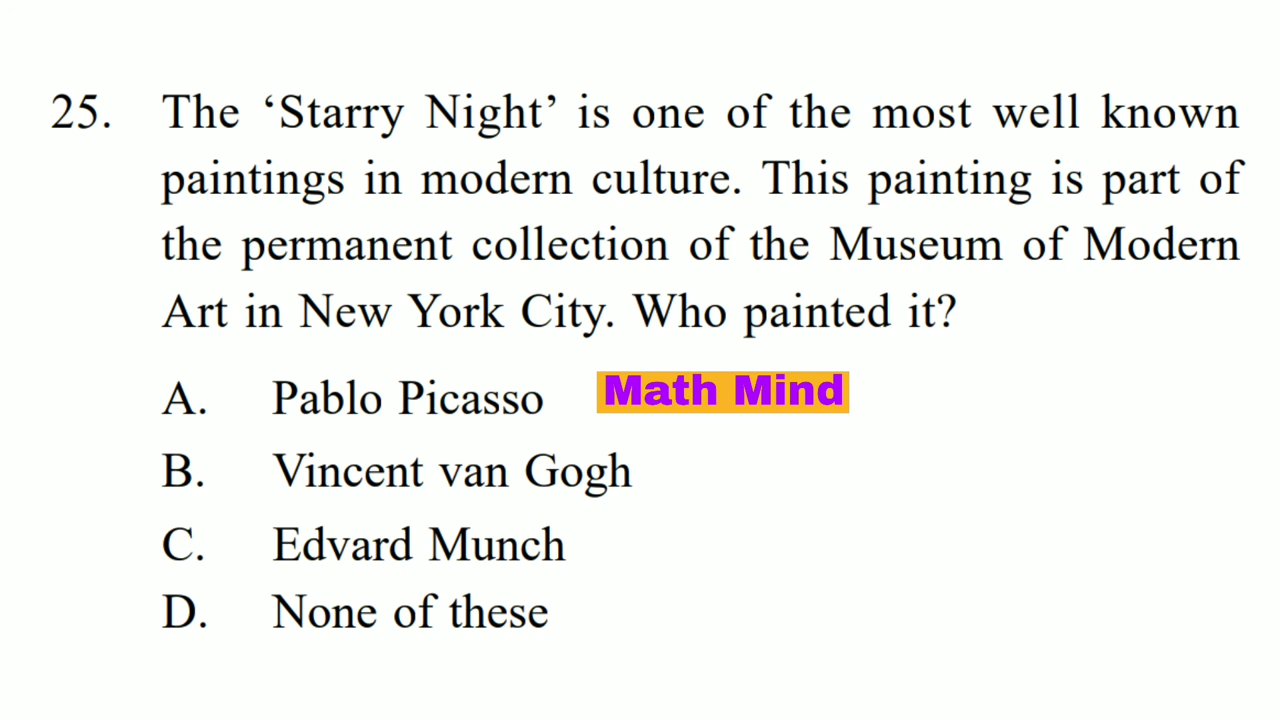 25. The ‘Starry Night’ is one of the most well known
paintings in modern culture. This painting is part of
the permanent collection of the Museum of Modern
Art in New York City. Who painted it?
A. Pablo Picasso
Math Mind
B. Vincent van Gogh
C. Edvard Munch
D. None of these